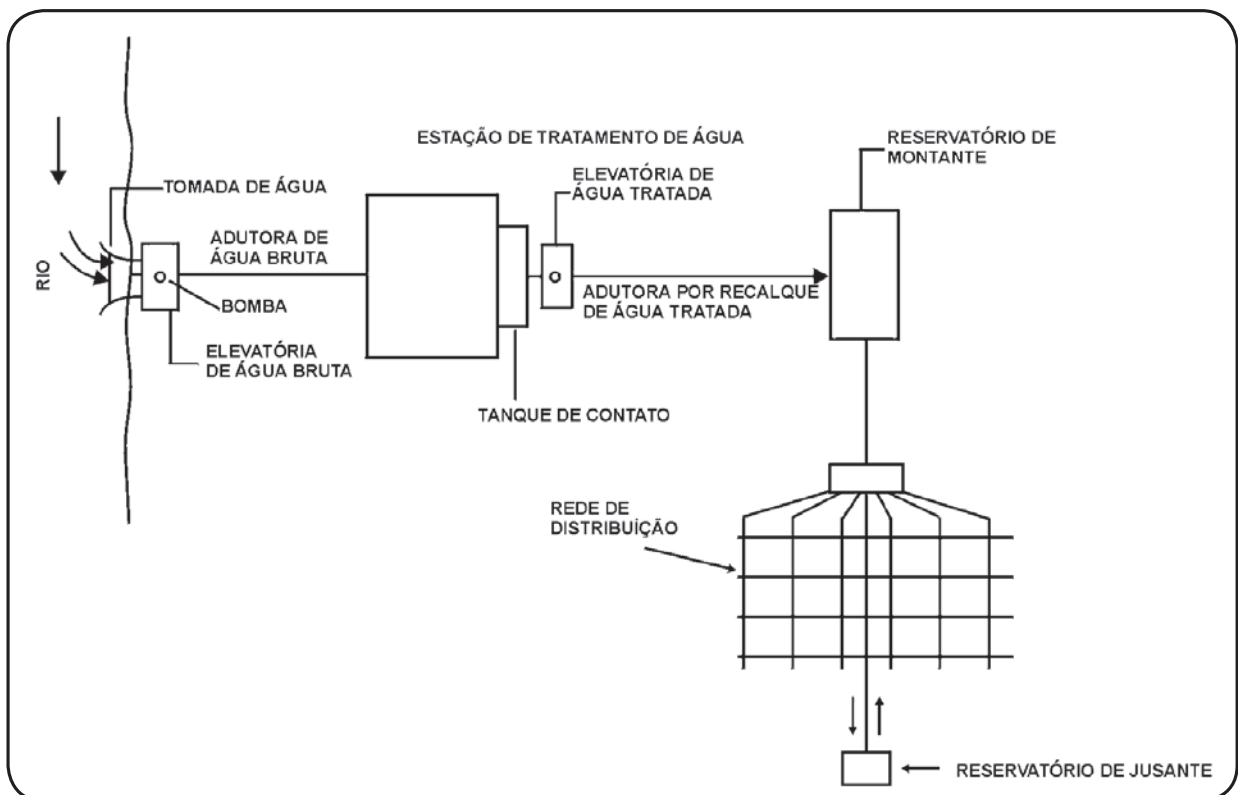 ESTAÇÃO DE TRATAMENTO DE ÁGUA
RESERVATÓRIO DE
MONTANTE
TOMADA DE ÁGUA
ELEVATÓRIA DE
ÁGUA TRATADA
RIO
ADUTORA DE
ÁGUA BRUTA
BOMBA
ADUTORA POR RECALQUE
DE ÁGUA TRATADA
ELEVATÓRIA
DE ÁGUA BRUTA
TANQUE DE CONTATO
REDE DE
DISTRIBUÍÇÃO
RESERVATÓRIO DE JUSANTE